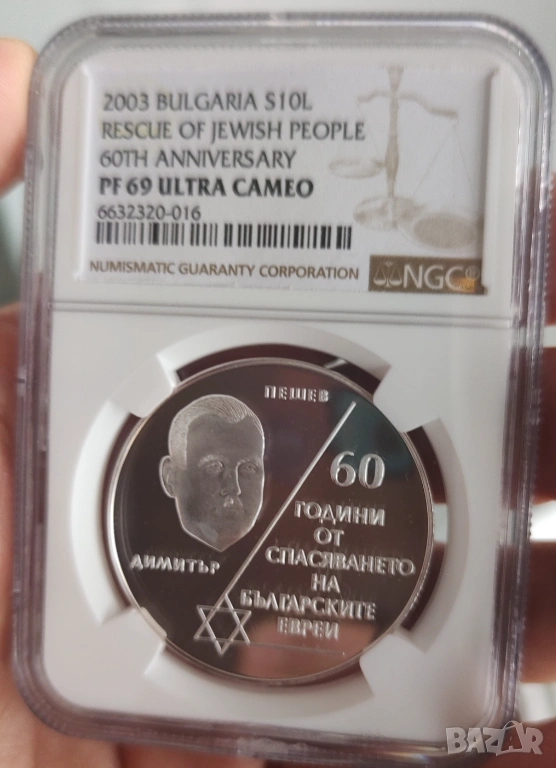 2003 BULGARIA S10L
RESCUE OF JEWISH PEOPLE
60TH ANNIVERSARY
PF 69 ULTRA CAMEO
6632320-016
NUMISMATIC GUARANTY CORPORATION
NGC®
ПЕШЕВ
ДИМИТЪР
60
ГОДИНИ
ОТ
СПАСЯВАНЕТО
НА
БЪЛГАРСКИТЕ
ЕВРЕИ
BAZAR